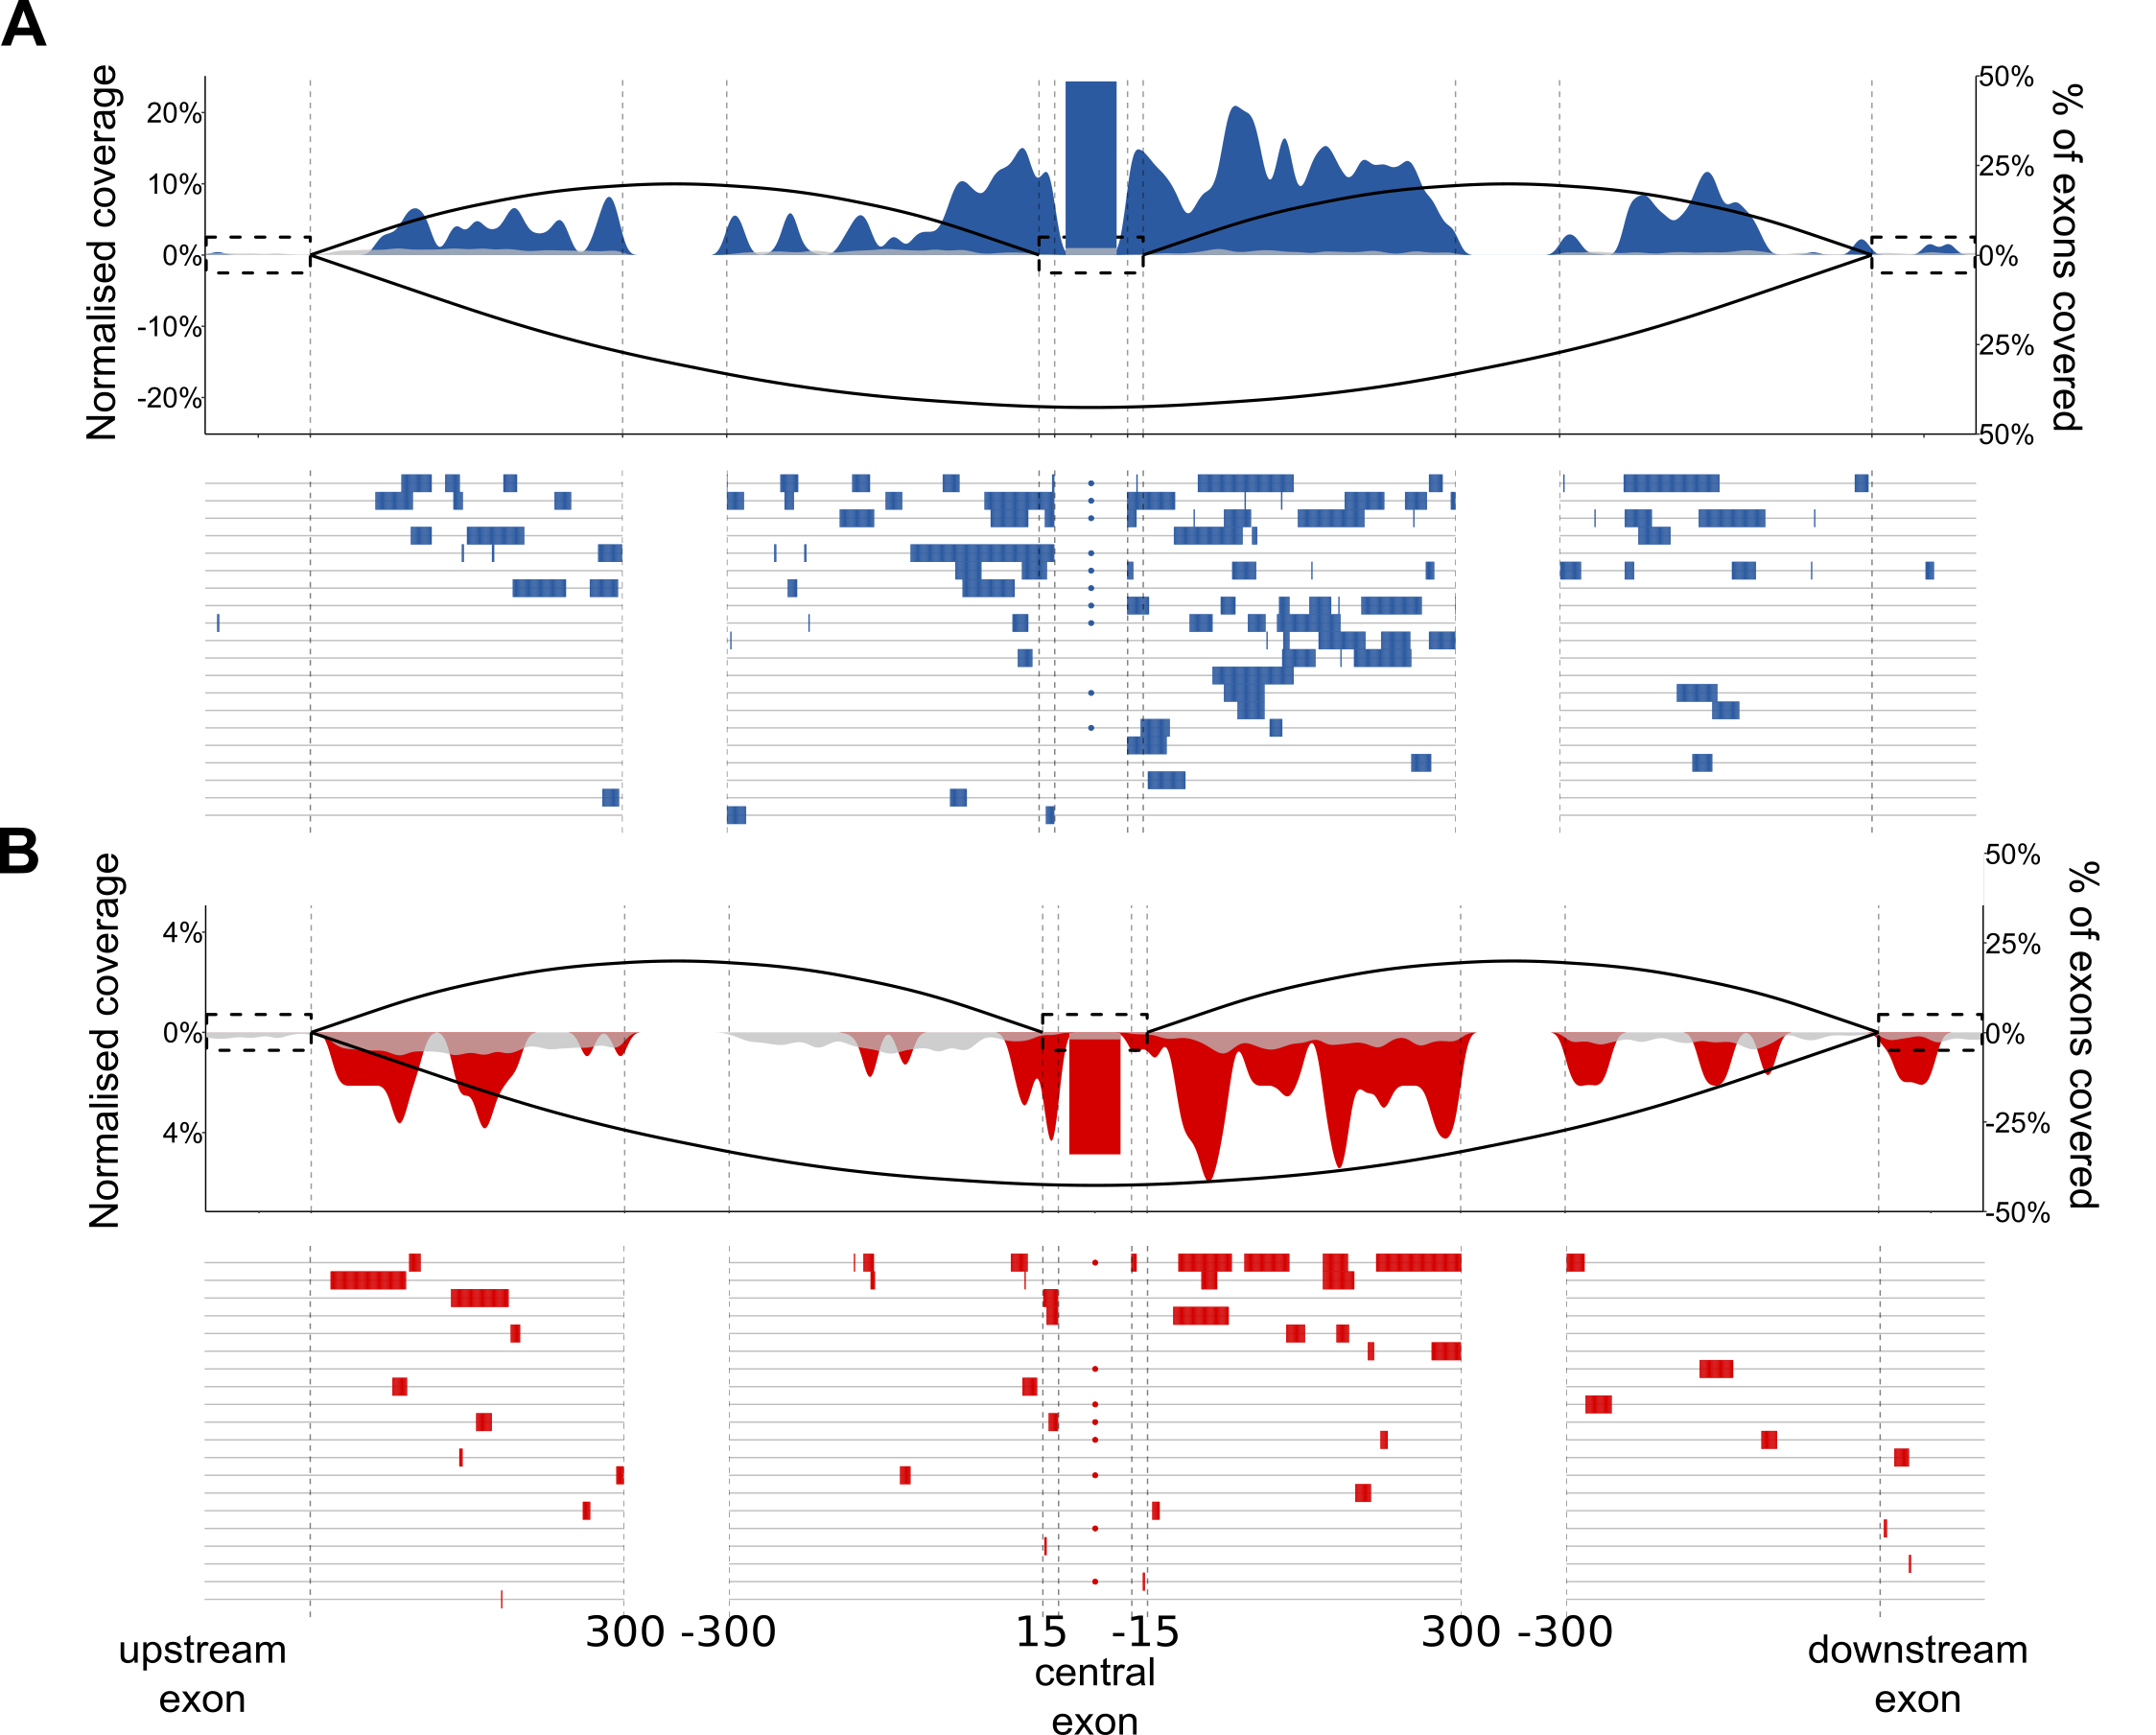 A
Normalised coverage
20%
10%
0%
-10%
-20%
50%
25%
0%
25%
50%
% of exons covered
B
Normalised coverage
4%
0%
4%
50%
25%
0%
-25%
-50%
% of exons covered
300 -300 15 -15 300 -300
upstream
exon
central
exon
downstream
exon